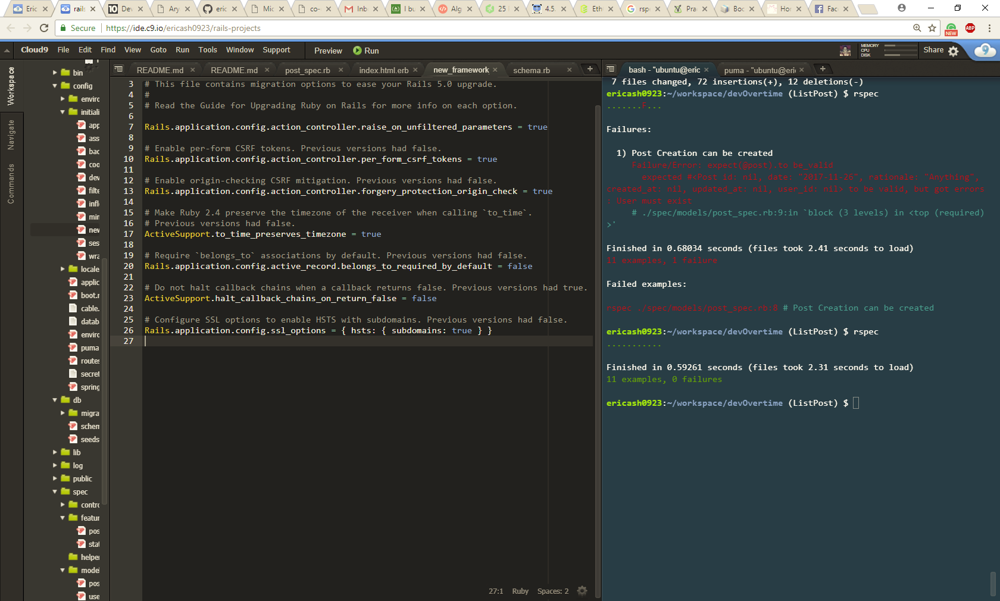 Eric
rails
10 Dev
Ary
eric
Mic
co-
Inb
I bu
Alg
25
4.5.
Eth
rsp
Pra
Boc
Hor
Fac
Secure https://ide.c9.io/ericash0923/rails-projects
NEW
ABP
Cloud9 File Edit Find View Goto Run Tools Window Support Preview Run
MEMORY
CPU
DISK
Share
Workspace
Navigate
Commands
bin
config
enviro
initiali
app
ass
bac
coo
dev
filte
infl
min
new
ses
wra
locale
applic
boot.r
cable.
datab
enviro
puma
routes
secret
spring
db
migra
schem
seeds
lib
log
public
spec
contro
featur
pos
stat
helper
model
pos
use
README.md
README.md
post_spec.rb
index.html.erb
new_framework
schema.rb
3 # This file contains migration options to ease your Rails 5.0 upgrade.
4 #
5 # Read the Guide for Upgrading Ruby on Rails for more info on each option.
6
7 Rails.application.config.action_controller.raise_on_unfiltered_parameters = true
8
9 # Enable per-form CSRF tokens. Previous versions had false.
10 Rails.application.config.action_controller.per_form_csrf_tokens = true
11
12 # Enable origin-checking CSRF mitigation. Previous versions had false.
13 Rails.application.config.action_controller.forgery_protection_origin_check = true
14
15 # Make Ruby 2.4 preserve the timezone of the receiver when calling `to_time`.
16 # Previous versions had false.
17 ActiveSupport.to_time_preserves_timezone = true
18
19 # Require `belongs_to` associations by default. Previous versions had false.
20 Rails.application.config.active_record.belongs_to_required_by_default = false
21
22 # Do not halt callback chains when a callback returns false. Previous versions had true.
23 ActiveSupport.halt_callback_chains_on_return_false = false
24
25 # Configure SSL options to enable HSTS with subdomains. Previous versions had false.
26 Rails.application.config.ssl_options = { hsts: { subdomains: true } }
27
27:1 Ruby Spaces: 2
bash - "ubuntu@eric
puma - "ubuntu@eri
7 files changed, 72 insertions(+), 12 deletions(-)
ericash0923:~/workspace/devOvertime (ListPost) $ rspec
.......F...
Failures:
1) Post Creation can be created
Failure/Error: expect(@post).to be_valid
expected #<Post id: nil, date: "2017-11-26", rationale: "Anything",
created_at: nil, updated_at: nil, user_id: nil> to be valid, but got errors
: User must exist
# ./spec/models/post_spec.rb:9:in `block (3 levels) in <top (required)
>'
Finished in 0.68034 seconds (files took 2.41 seconds to load)
11 examples, 1 failure
Failed examples:
rspec ./spec/models/post_spec.rb:8 # Post Creation can be created
ericash0923:~/workspace/devOvertime (ListPost) $ rspec
...........
Finished in 0.59261 seconds (files took 2.31 seconds to load)
11 examples, 0 failures
ericash0923:~/workspace/devOvertime (ListPost) $